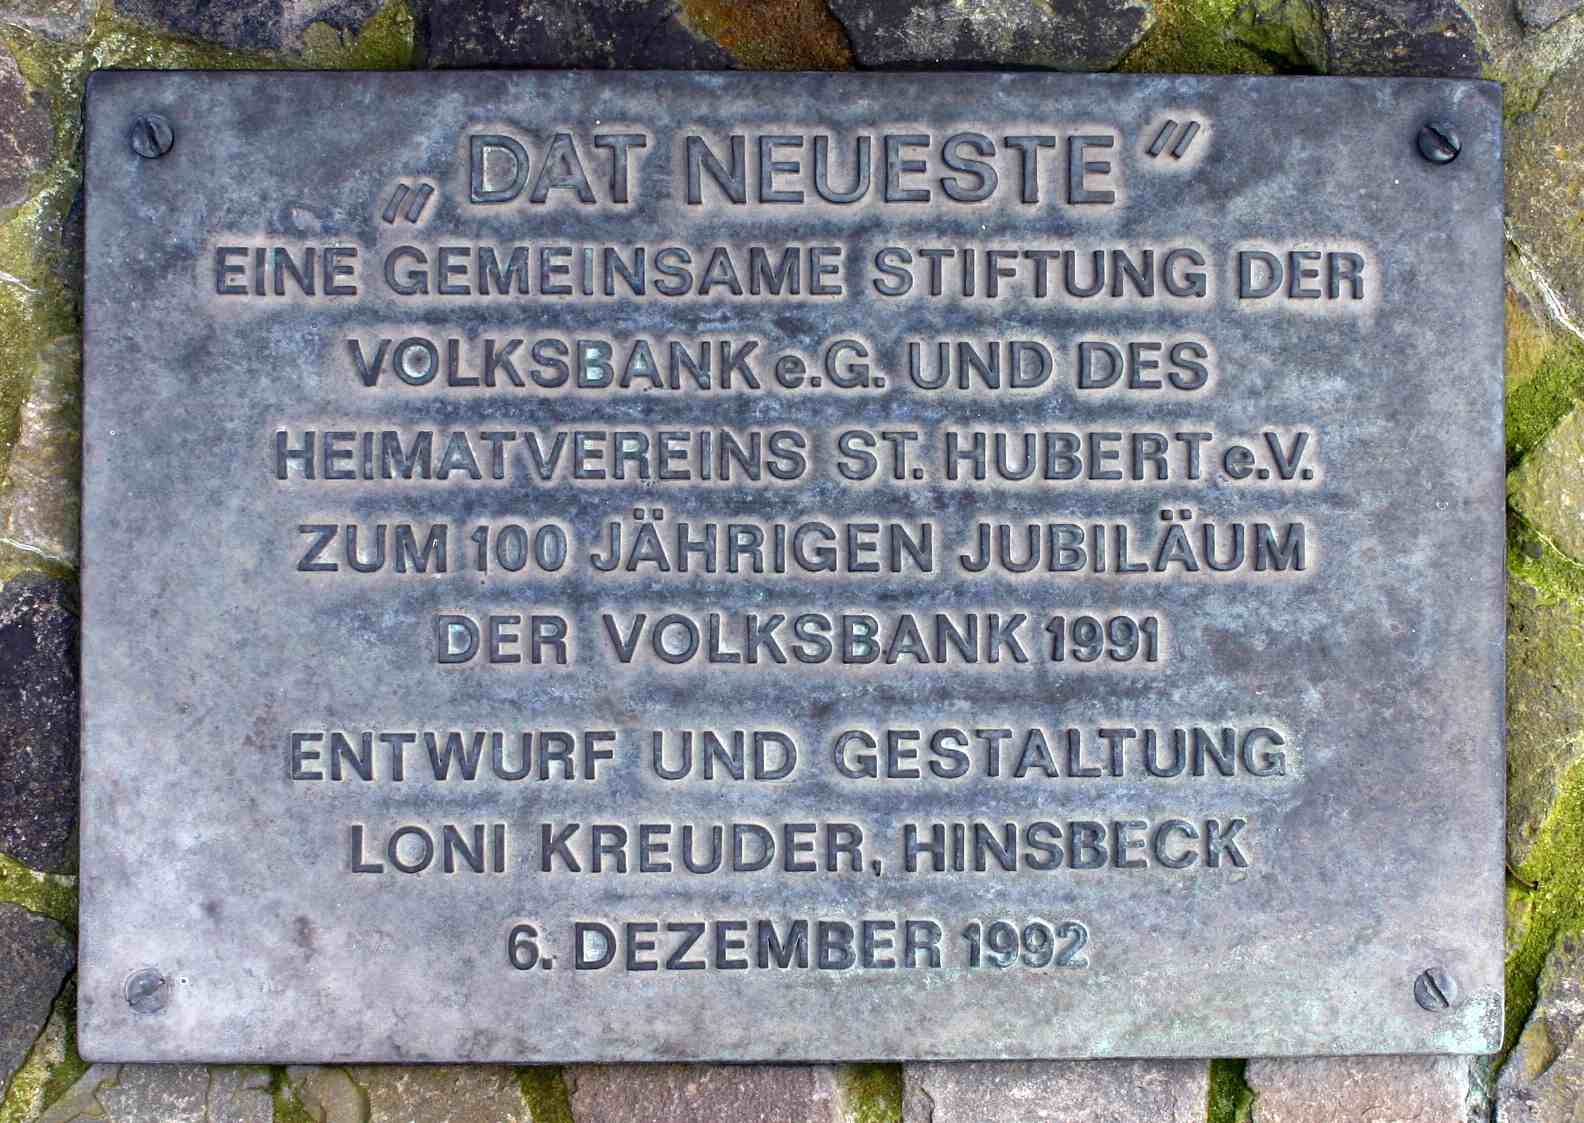 „DAT NEUESTE"
EINE GEMEINSAME STIFTUNG DER
VOLKSBANK e.G. UND DES
HEIMATVEREINS ST. HUBERT e.V.
ZUM 100 JÄHRIGEN JUBILÄUM
DER VOLKSBANK 1991
ENTWURF UND GESTALTUNG
LONI KREUDER, HINSBECK
6. DEZEMBER 1992